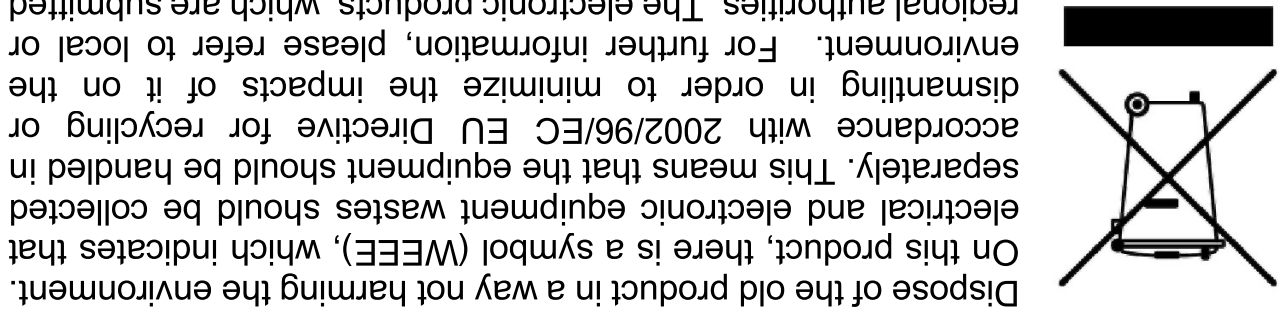 Dispose of the old product in a way not harming the environment.
On this product, there is a symbol (WEEE), which indicates that
electrical and electronic equipment wastes should be collected
separately. This means that the equipment should be handled in
accordance with 2002/96/EC EU Directive for recycling or
dismantling in order to minimize the impacts of it on the
environment. For further information, please refer to local or
regional authorities. The electronic products, which are submitted